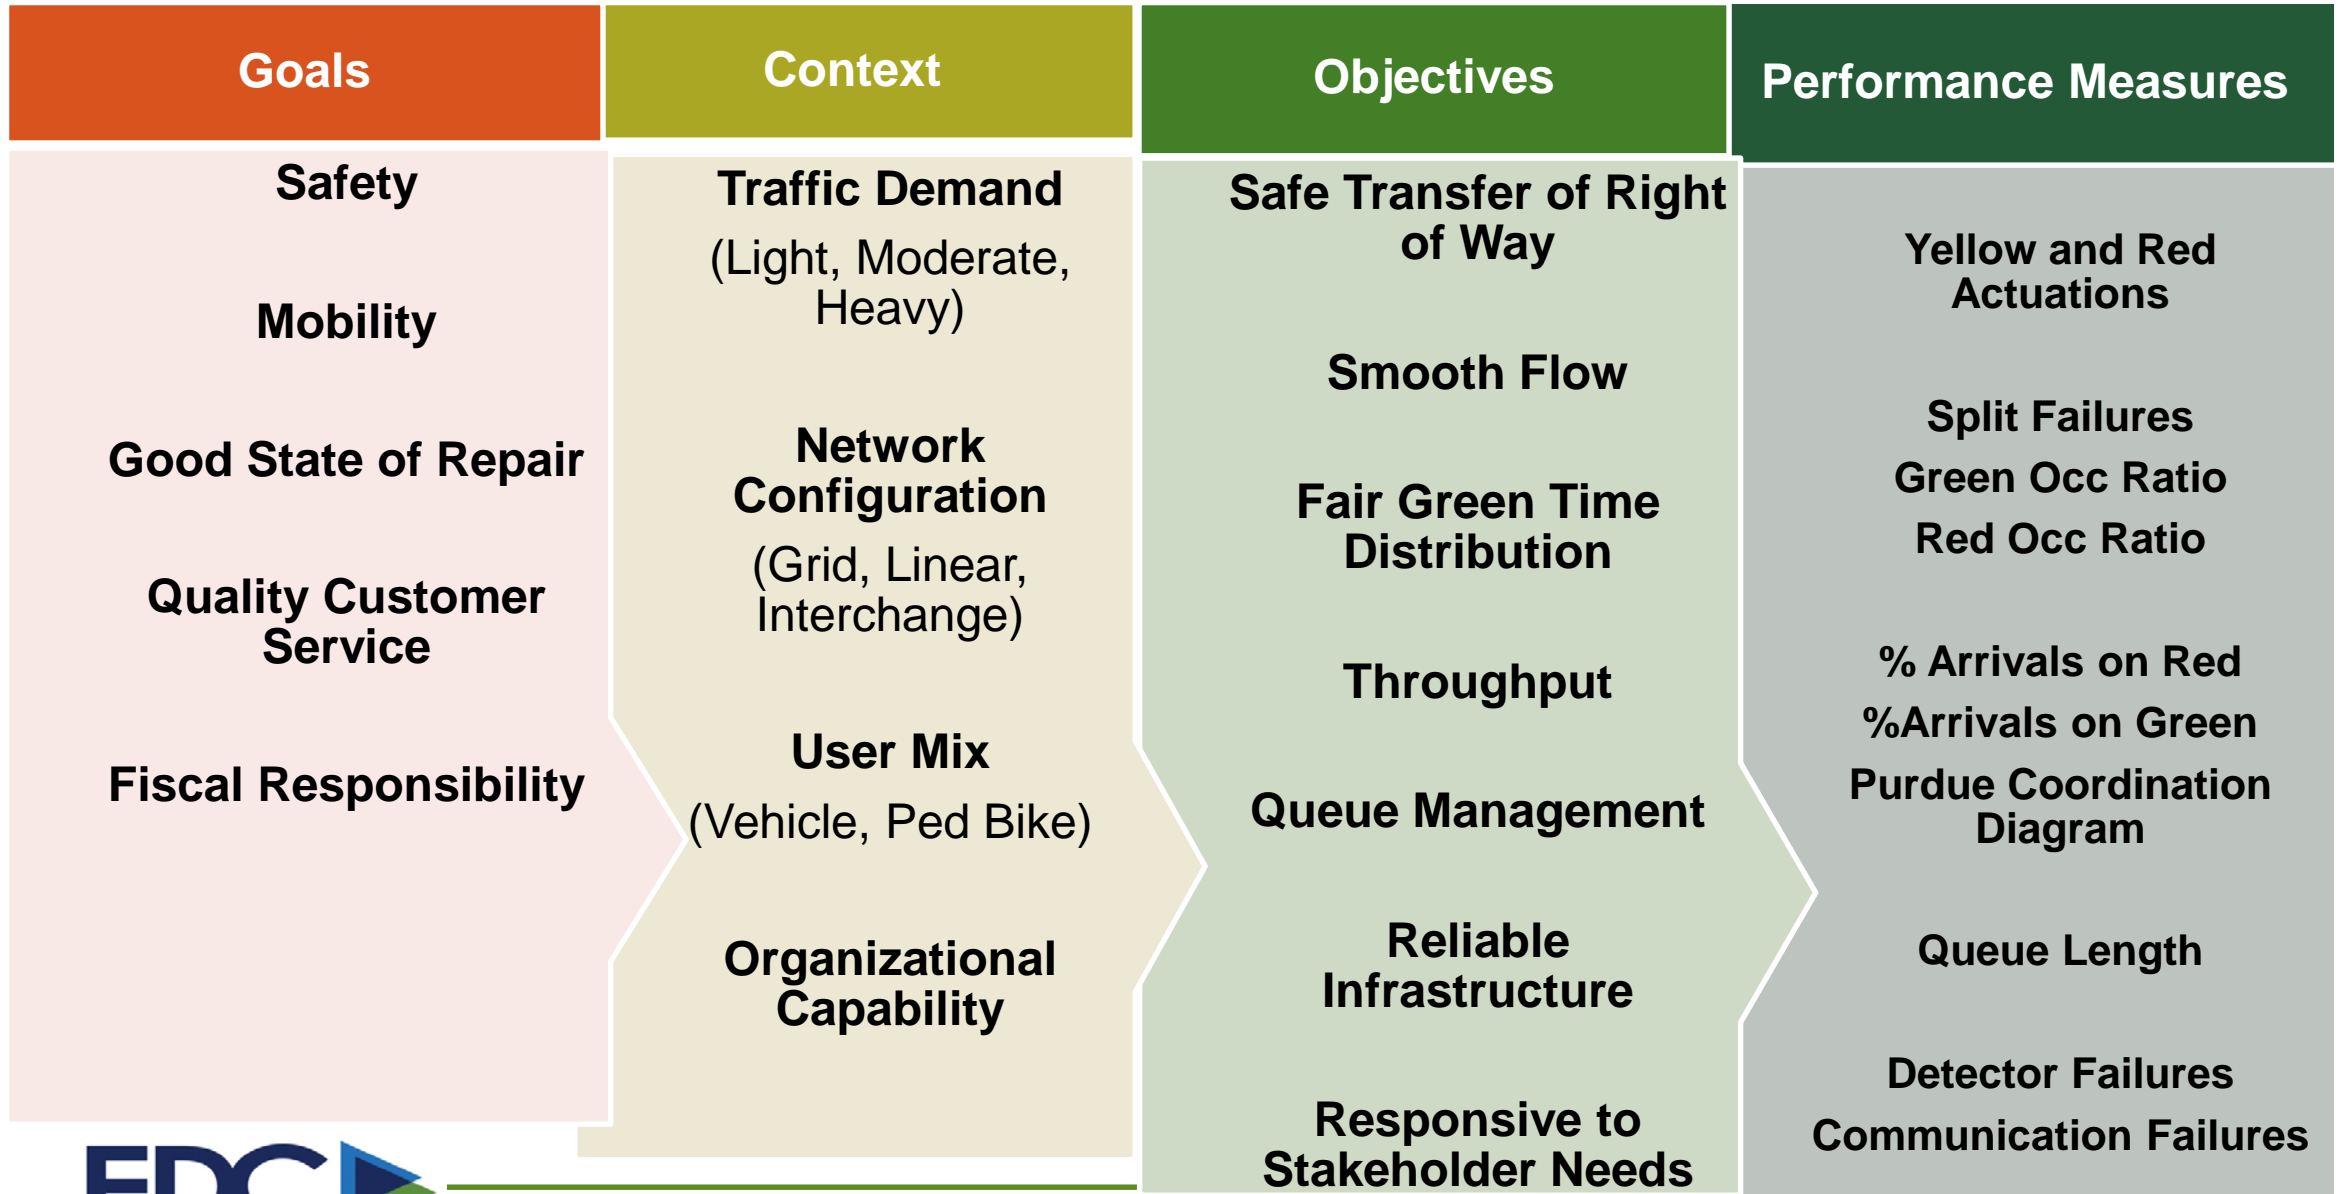 Goals
Safety
Mobility
Good State of Repair
Quality Customer
Service
Fiscal Responsibility
Context
Traffic Demand
(Light, Moderate,
Heavy)
Network
Configuration
(Grid, Linear,
Interchange)
User Mix
(Vehicle, Ped Bike)
Organizational
Capability
Objectives
Safe Transfer of Right
of Way
Smooth Flow
Fair Green Time
Distribution
Throughput
Queue Management
Reliable
Infrastructure
Responsive to
Stakeholder Needs
Performance Measures
Yellow and Red
Actuations
Split Failures
Green Occ Ratio
Red Occ Ratio
% Arrivals on Red
%Arrivals on Green
Purdue Coordination
Diagram
Queue Length
Detector Failures
Communication Failures
EDC